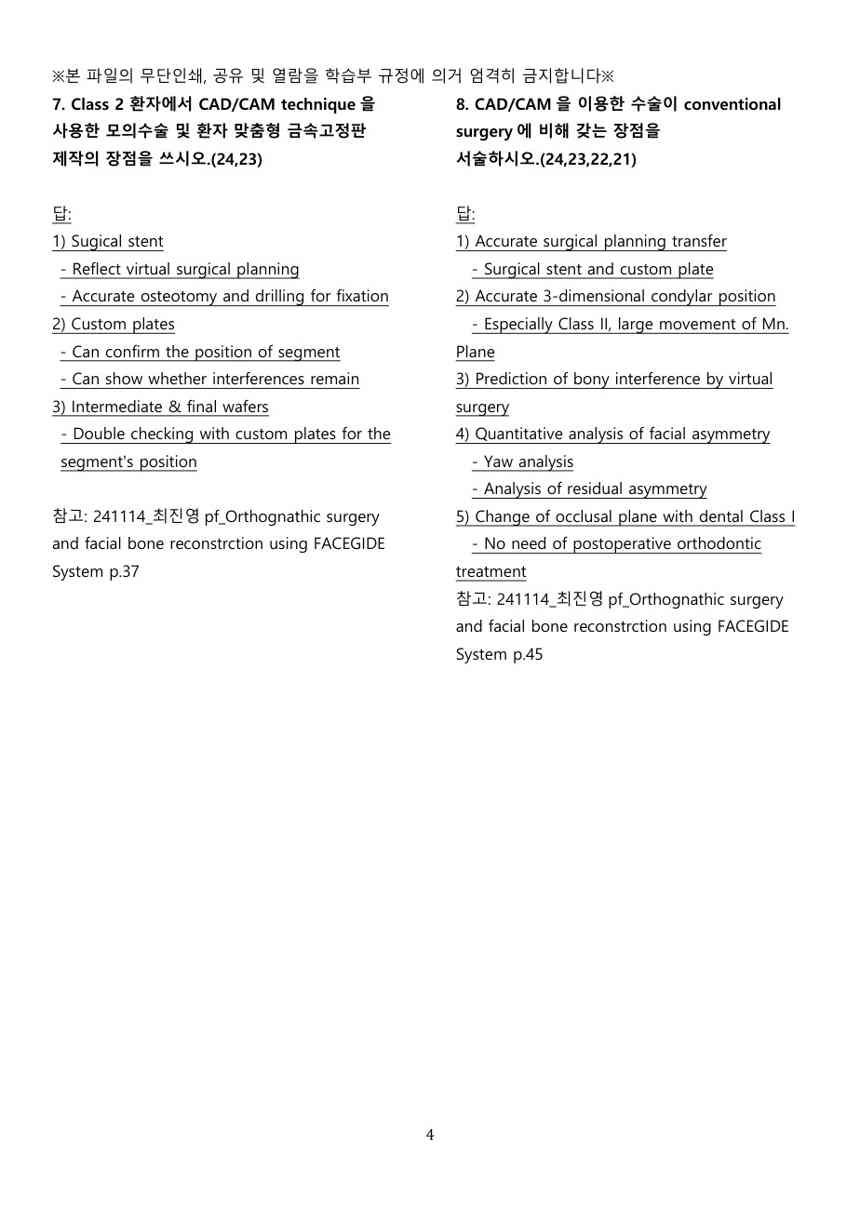 ※본 파일의 무단인쇄, 공유 및 열람을 학습부 규정에 의거 엄격히 금지합니다※
7. Class 2 환자에서 CAD/CAM technique 을
사용한 모의수술 및 환자 맞춤형 금속고정판
제작의 장점을 쓰시오.(24,23)
답:
1) Sugical stent
- Reflect virtual surgical planning
- Accurate osteotomy and drilling for fixation
2) Custom plates
- Can confirm the position of segment
- Can show whether interferences remain
3) Intermediate & final wafers
- Double checking with custom plates for the
segment's position
참고: 241114_최진영 pf_Orthognathic surgery
and facial bone reconstrction using FACEGIDE
System p.37
8. CAD/CAM 을 이용한 수술이 conventional
surgery 에 비해 갖는 장점을
서술하시오.(24,23,22,21)
답:
1) Accurate surgical planning transfer
- Surgical stent and custom plate
2) Accurate 3-dimensional condylar position
- Especially Class II, large movement of Mn.
Plane
3) Prediction of bony interference by virtual
surgery
4) Quantitative analysis of facial asymmetry
- Yaw analysis
- Analysis of residual asymmetry
5) Change of occlusal plane with dental Class I
- No need of postoperative orthodontic
treatment
참고: 241114_최진영 pf_Orthognathic surgery
and facial bone reconstrction using FACEGIDE
System p.45
4